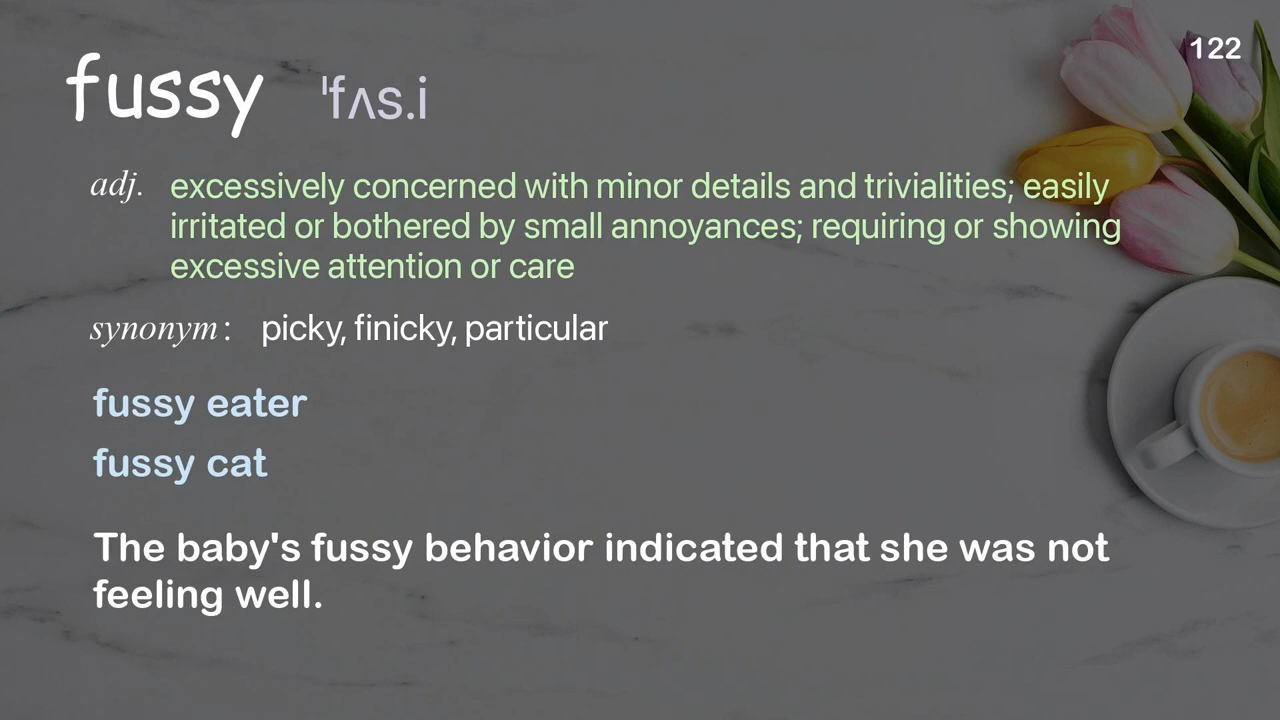 122
fussy ˈfʌs.i
adj. excessively concerned with minor details and trivialities; easily
irritated or bothered by small annoyances; requiring or showing
excessive attention or care
synonym: picky, finicky, particular
fussy eater
fussy cat
The baby's fussy behavior indicated that she was not
feeling well.